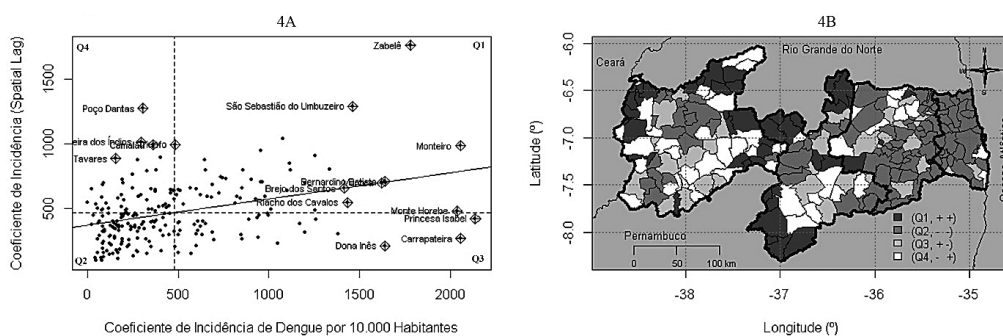 4A
Q4
Q1
Zabelê
Poço Dantas
São Sebastião do Umbuzeiro
eira dos Índios
Tavares
Monteiro
Bernardino Batista
Brejo dos Santos
Riacho dos Cavalos
Monte Horebe
Princesa Isabel
Dona Inês
Carrapateira
Q2
Q3
500
1000
1500
0
500
1000
1500
2000
Coeficiente de Incidência (Spatial Lag)
Coeficiente de Incidência de Dengue por 10.000 Habitantes
4B
Rio Grande do Norte
Ceará
Pernambuco
0 50 100 km
(Q1, + +)
(Q2, - -)
(Q3, + -)
(Q4, - +)
-6.0
-6.5
-7.0
-7.5
-8.0
-38
-37
-36
-35
Latitude (º)
Longitude (º)